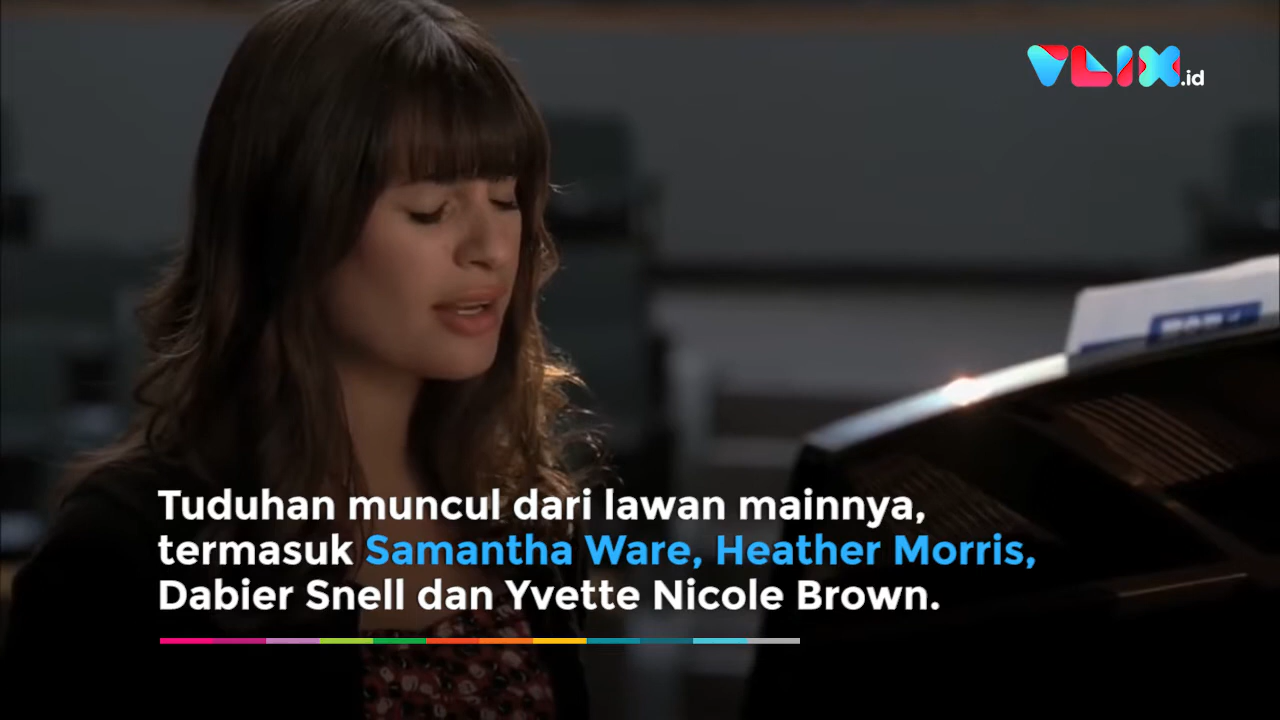 VLIX.id
Tuduhan muncul dari lawan mainnya,
termasuk Samantha Ware, Heather Morris,
Dabier Snell dan Yvette Nicole Brown.